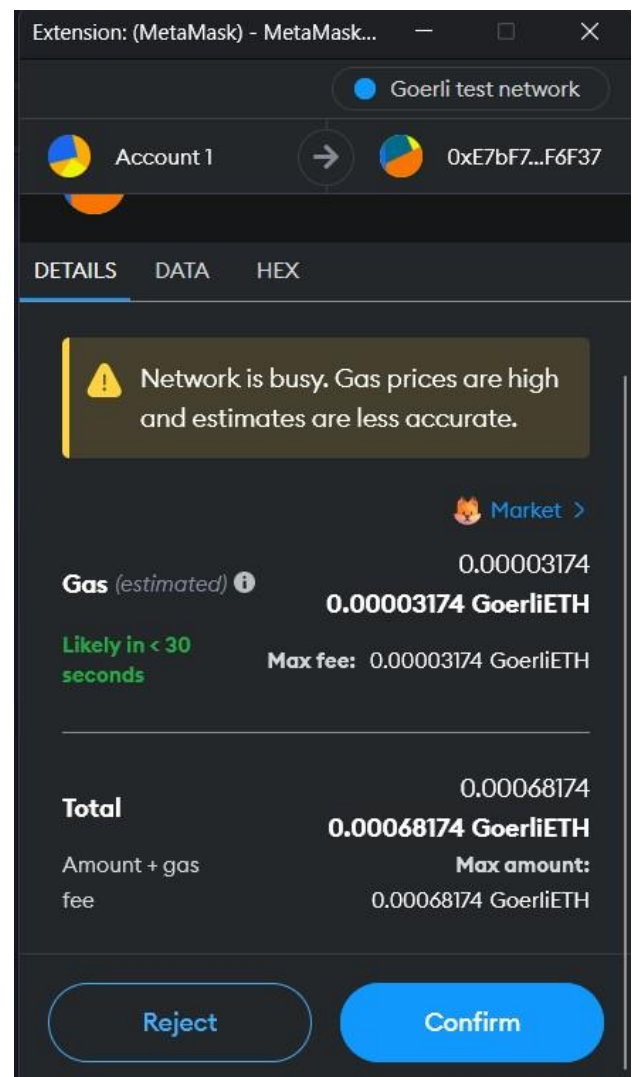 Extension: (MetaMask) - MetaMask...
Goerli test network
Account 1
0xE7bF7...F6F37
DETAILS DATA HEX
Network is busy. Gas prices are high
and estimates are less accurate.
Market >
Gas (estimated)
0.00003174
0.00003174 GoerliETH
Likely in < 30
seconds
Max fee: 0.00003174 GoerliETH
Total
0.00068174
0.00068174 GoerliETH
Amount + gas
fee
Max amount:
0.00068174 GoerliETH
Reject
Confirm